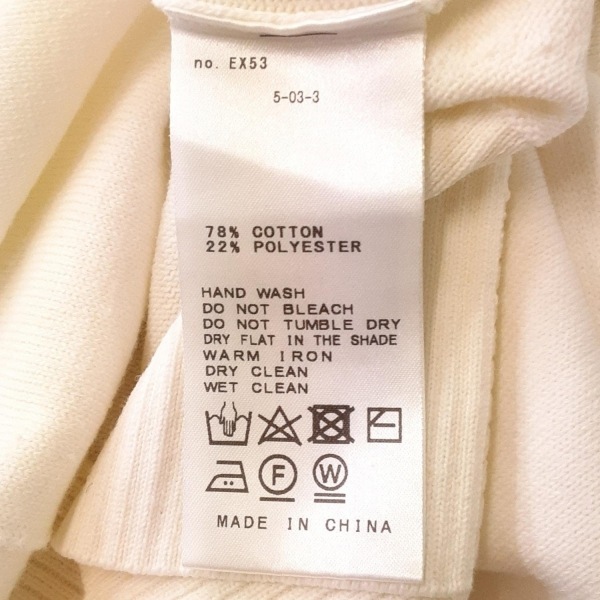 no. EX53
5-03-3
78% COTTON
22% POLYESTER
HAND WASH
DO NOT BLEACH
DO NOT TUMBLE DRY
DRY FLAT IN THE SHADE
WARM IRON
DRY CLEAN
WET CLEAN
F W
MADE IN CHINA